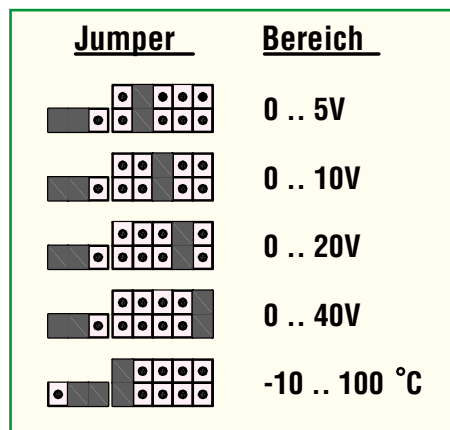 Jumper Bereich
0 .. 5V
0 .. 10V
0 .. 20V
0 .. 40V
-10 .. 100 °C